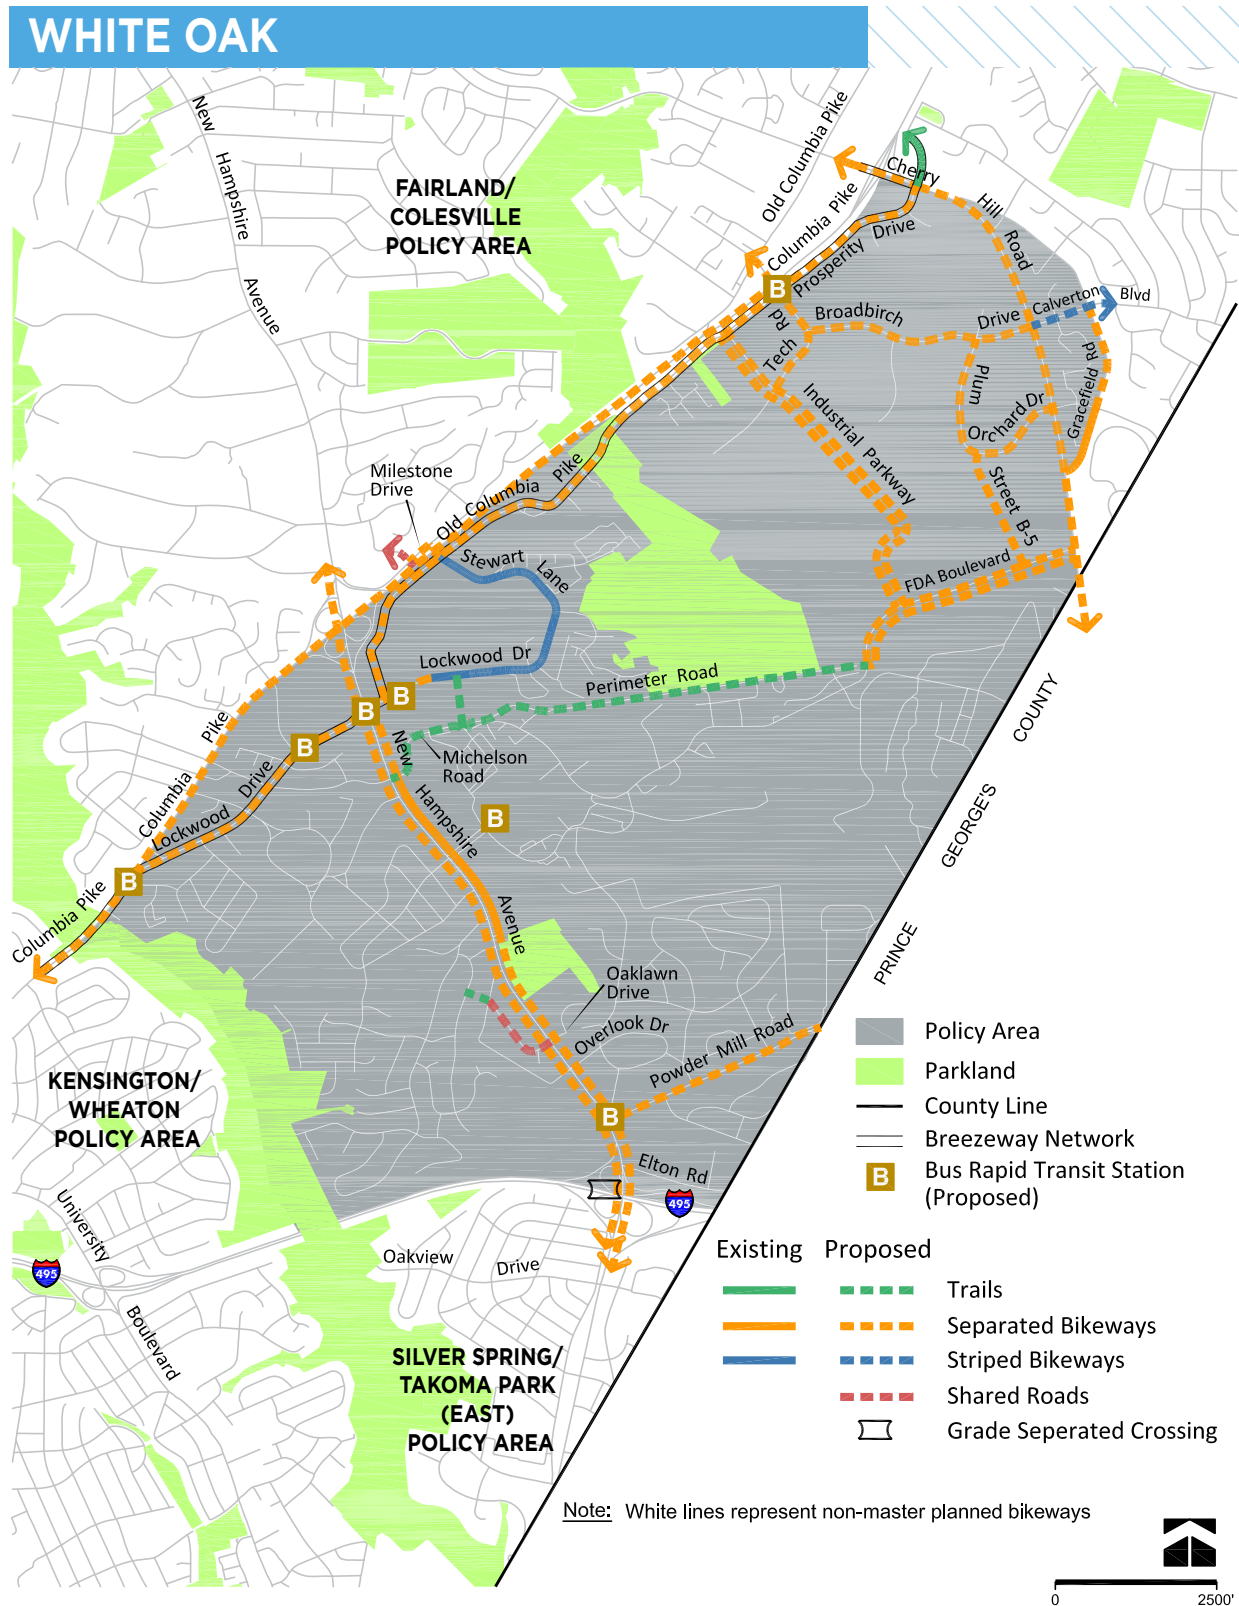 WHITE OAK
New
Hampshire
Avenue
FAIRLAND/
COLESVILLE
POLICY AREA
Old Columbia Pike
Columbia Pike
Cherry
Hill
Road
Prosperity
Drive
Calverton
Blvd
Broadbirch
Drive
Tech
Rd
Plum
Orchard Dr
Gracefield Rd
Industrial Parkway
Street B-5
FDA Boulevard
Milestone
Drive
Old Columbia
Pike
Stewart
Lane
Lockwood Dr
Perimeter Road
B
B
B
B
B
B
B
Columbia
Pike
Lockwood
Drive
Columbia Pike
New
Hampshire
Avenue
Michelson
Road
Oaklawn
Drive
Overlook Dr
Powder Mill Road
Elton Rd
495
PRINCE
GEORGE'S
COUNTY
KENSINGTON/
WHEATON
POLICY AREA
University
Boulevard
495
Oakview
Drive
SILVER SPRING/
TAKOMA PARK
(EAST)
POLICY AREA
Policy Area
Parkland
County Line
Breezeway Network
B
Bus Rapid Transit Station
(Proposed)
Existing Proposed
Trails
Separated Bikeways
Striped Bikeways
Shared Roads
Grade Seperated Crossing
Note: White lines represent non-master planned bikeways
0 2500'